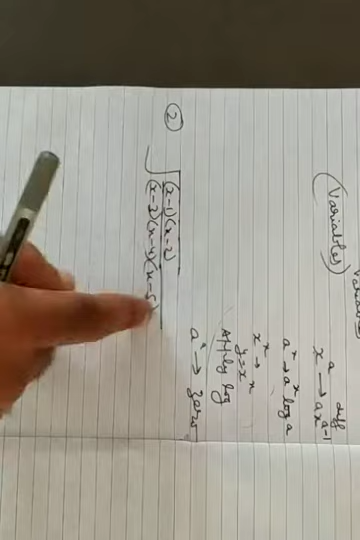 (Variables)
diff
x^a → ax^{a-1}
a^x → a^x log a
x^x →
y = x^x
Apply log
a^a → zero
② √((x-1)(x-2)
(x-3)(x-4)(x-5)